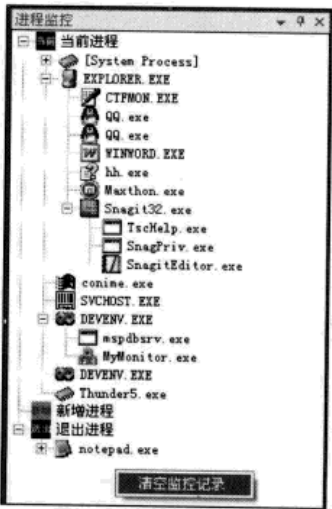 进程监控
当前进程
[System Process]
EXPLORER.EXE
CTFMON.EXE
QQ.exe
QQ.exe
WINWORD.EXE
hh.exe
Maxthon.exe
Snagit32.exe
TscHelp.exe
SnagPriv.exe
SnagitEditor.exe
conime.exe
SVCHOST.EXE
DEVENV.EXE
mspdbsrv.exe
MyMonitor.exe
DEVENV.EXE
Thunder5.exe
新增进程
退出进程
notepad.exe
清空监控记录